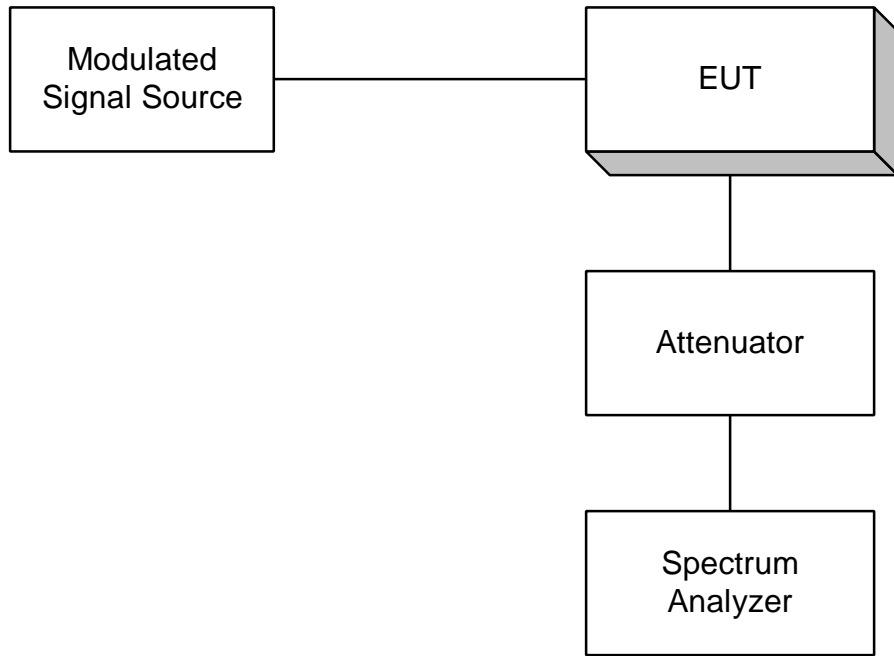 Modulated
Signal Source
EUT
Attenuator
Spectrum
Analyzer